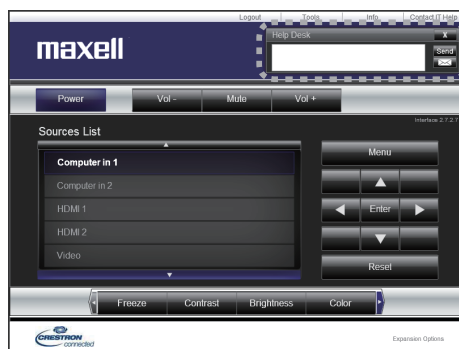 Logout Tools Info Contact IT Help
Help Desk X
maxell
Send
Power Vol - Mute Vol +
Interface 2.7.2.7
Sources List
Computer in 1
Menu
Computer in 2
HDMI 1
Enter
HDMI 2
Video
Reset
Freeze Contrast Brightness Color
CRESTRON
connected
Expansion Options